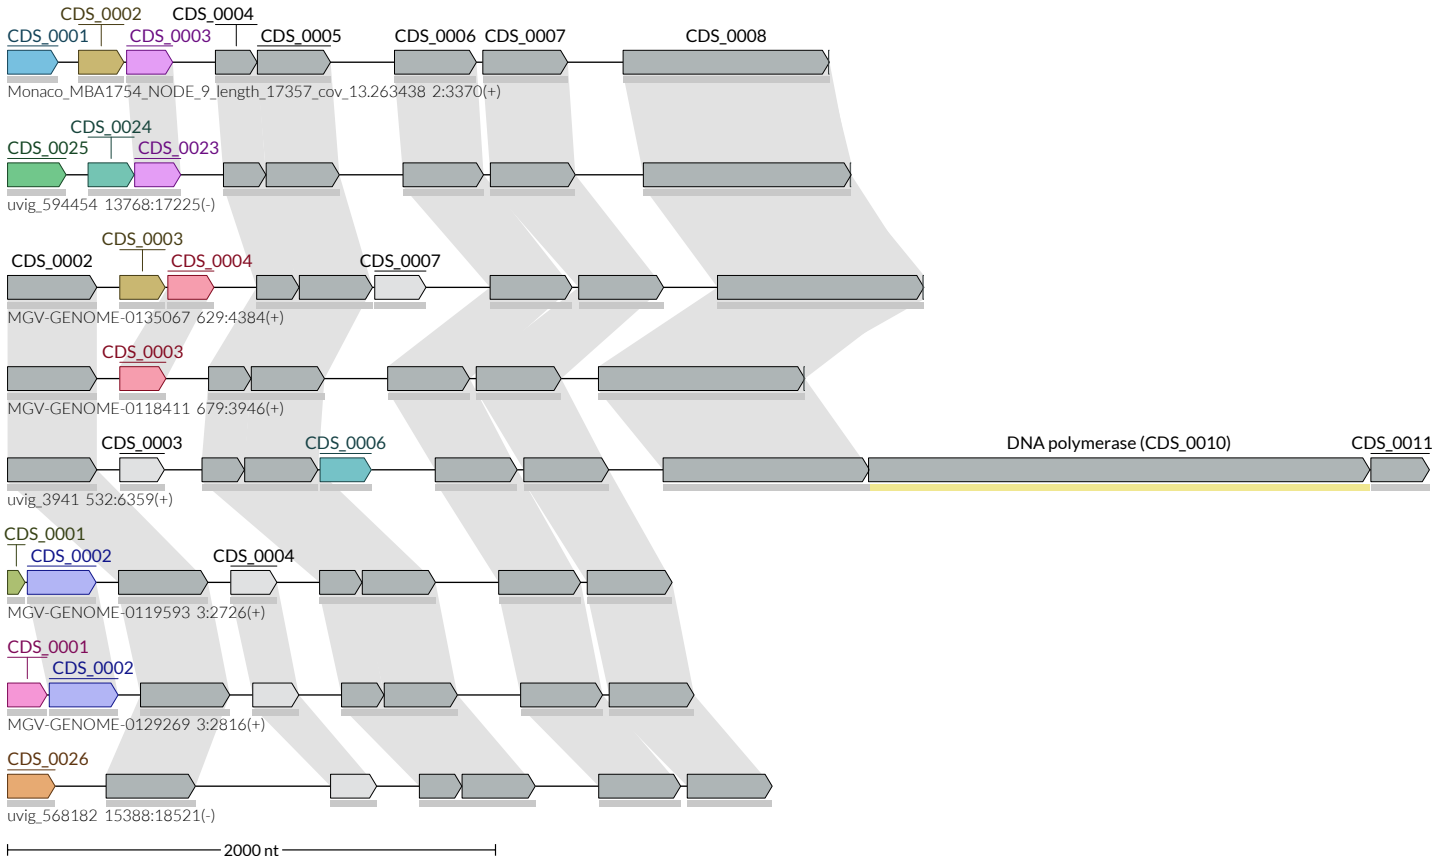 CDS_0002 CDS_0004
CDS_0001 CDS_0003 CDS_0005 CDS_0006 CDS_0007 CDS_0008
Monaco_MBA1754_NODE_9_length_17357_cov_13.263438 2:3370(+)
CDS_0024
CDS_0025 CDS_0023
uvig_594454 13768:17225(-)
CDS_0003
CDS_0002 CDS_0004 CDS_0007
MGV-GENOME-0135067 629:4384(+)
CDS_0003
MGV-GENOME-0118411 679:3946(+)
CDS_0003 CDS_0006 DNA polymerase (CDS_0010) CDS_0011
uvig_3941 532:6359(+)
CDS_0001
CDS_0002 CDS_0004
MGV-GENOME-0119593 3:2726(+)
CDS_0001
CDS_0002
MGV-GENOME-0129269 3:2816(+)
CDS_0026
uvig_568182 15388:18521(-)
2000 nt